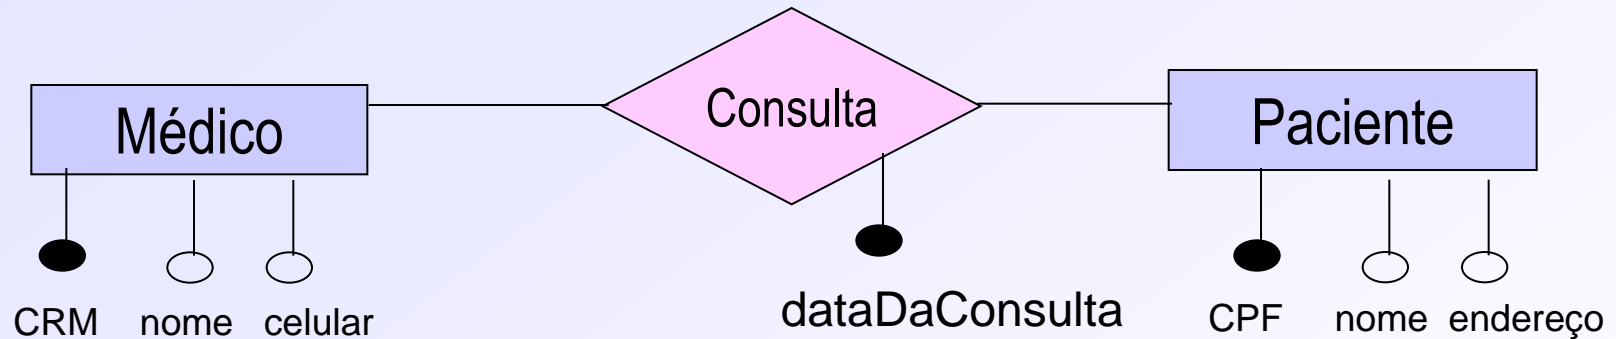 Médico
Consulta
Paciente
CRM
nome
celular
dataDaConsulta
CPF
nome
endereço